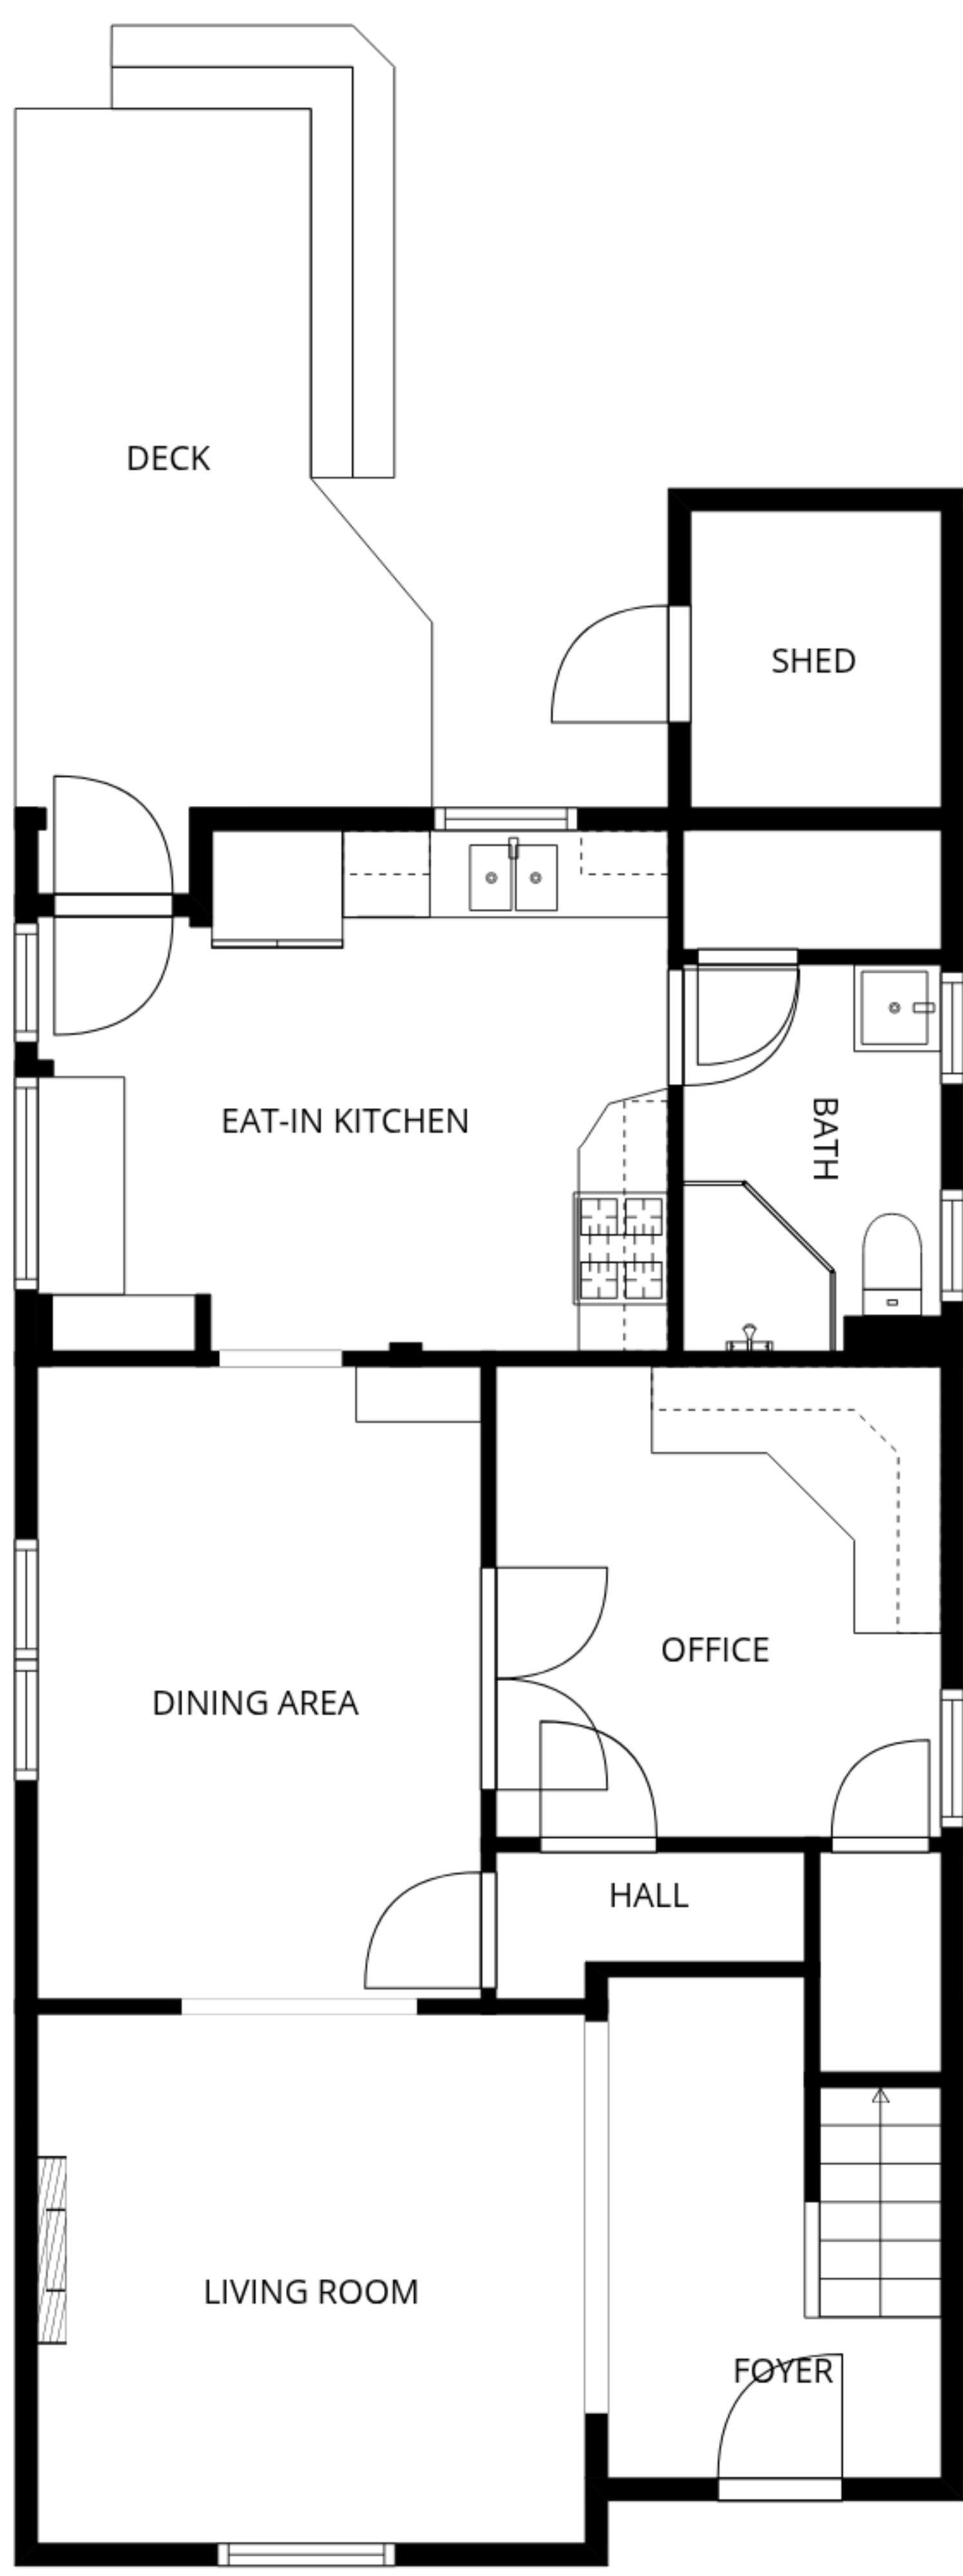 DECK
SHED
EAT-IN KITCHEN
BATH
OFFICE
DINING AREA
HALL
LIVING ROOM
FOYER